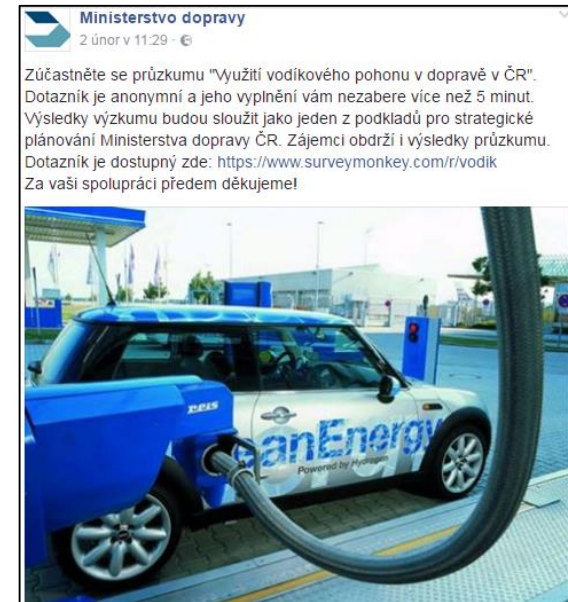 Ministerstvo dopravy
2 únor v 11:29 ·
Zúčastněte se průzkumu "Využití vodíkového pohonu v dopravě v ČR".
Dotazník je anonymní a jeho vyplnění vám nezabere více než 5 minut.
Výsledky výzkumu budou sloužit jako jeden z podkladů pro strategické
plánování Ministerstva dopravy ČR. Zájemci obdrží i výsledky průzkumu.
Dotazník je dostupný zde: https://www.surveymonkey.com/r/vodik
Za vaši spolupráci předem děkujeme!
reis
eanEnergy
Powered by Hydrogen